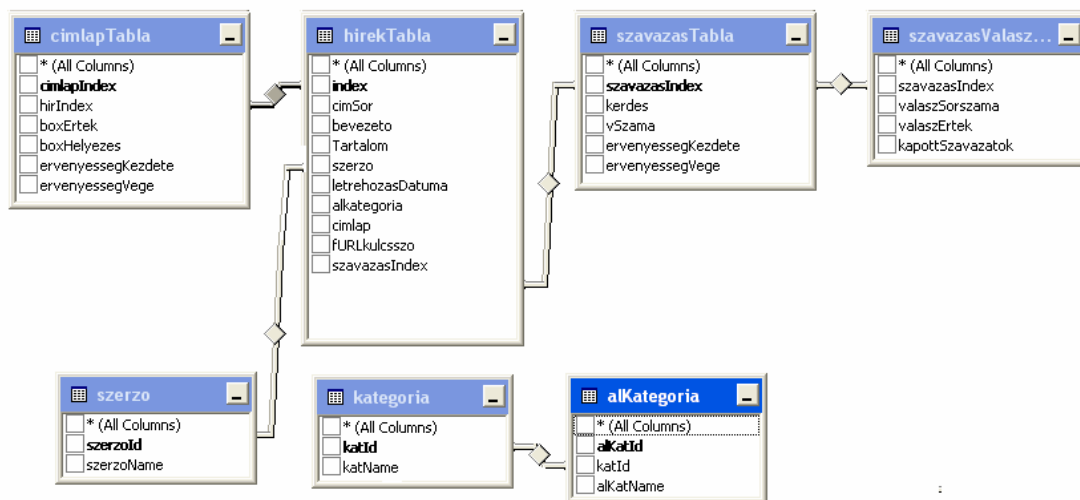 cimlapTabla
* (All Columns)
cimlapIndex
hirIndex
boxErtek
boxHelyezes
ervenyessegKezdete
ervenyessegVege
hirekTabla
* (All Columns)
index
cimSor
bevezeto
Tartalom
szerzo
letrehozasDatuma
alkategoria
cimlap
fURLkulcsszo
szavazasIndex
szavazasTabla
* (All Columns)
szavazasIndex
kerdes
vSzama
ervenyessegKezdete
ervenyessegVege
szavazasValasz...
* (All Columns)
szavazasIndex
valaszSorszama
valaszErtek
kapottSzavazatok
szerzo
* (All Columns)
szerzoId
szerzoName
kategoria
* (All Columns)
katId
katName
alKategoria
* (All Columns)
alKatId
katId
alKatName
: